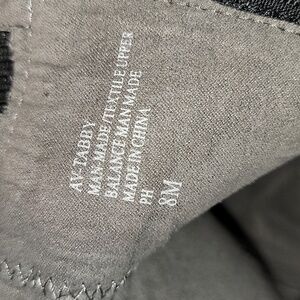 AV-TABBY
MAN MADE/TEXTILE UPPER
BALANCE MAN MADE
MADE IN CHINA
PH
8M